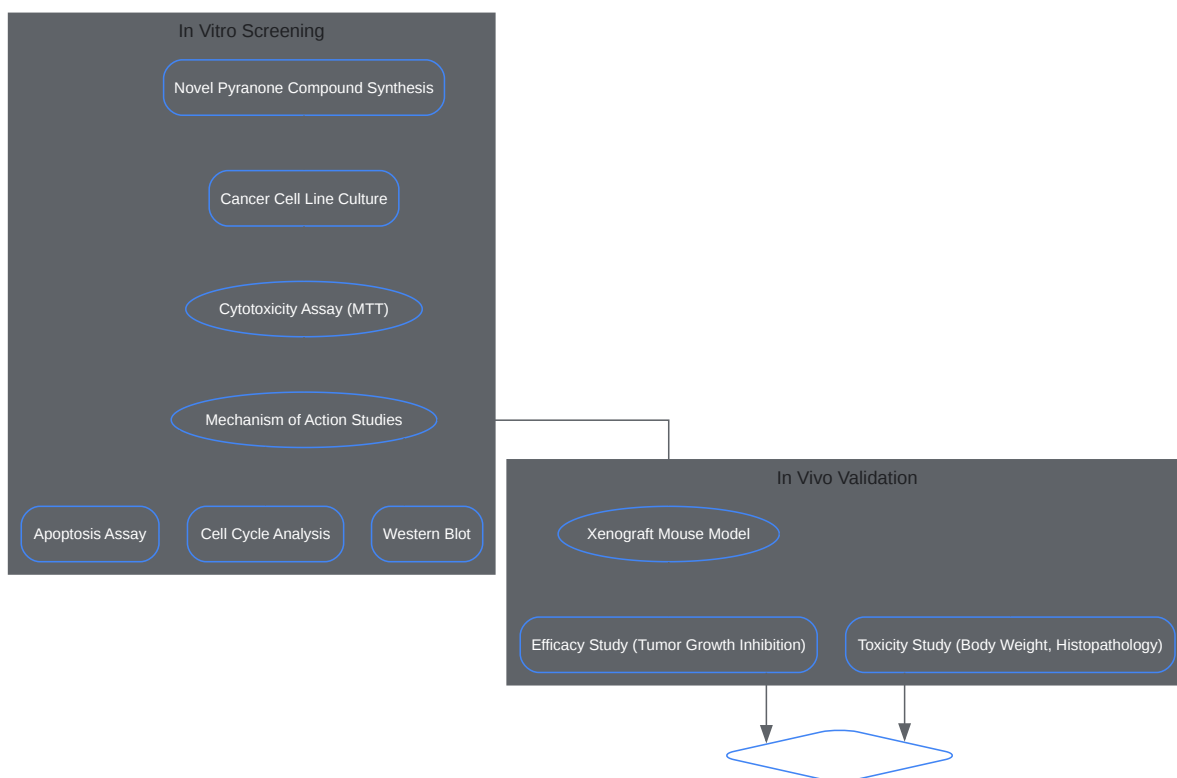 In Vitro Screening
Novel Pyranone Compound Synthesis
Cancer Cell Line Culture
Cytotoxicity Assay (MTT)
Mechanism of Action Studies
Apoptosis Assay
Cell Cycle Analysis
Western Blot
In Vivo Validation
Xenograft Mouse Model
Efficacy Study (Tumor Growth Inhibition)
Toxicity Study (Body Weight, Histopathology)